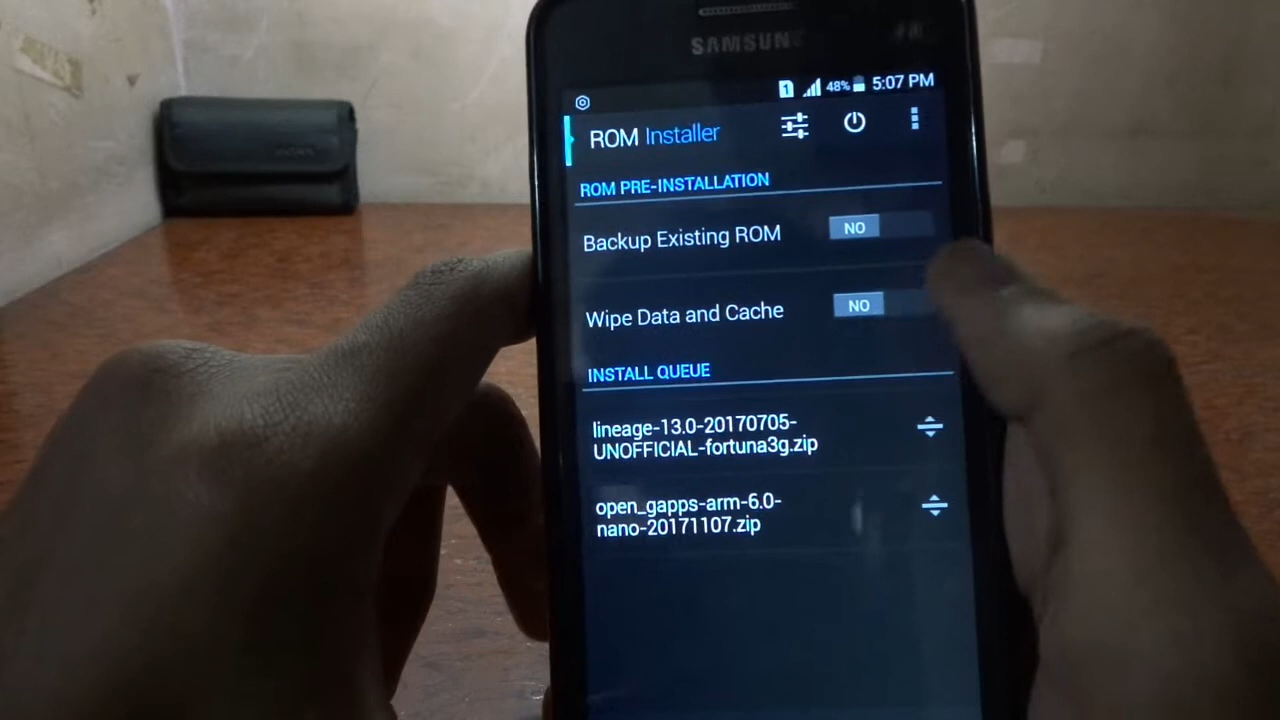 SAMSUNG
1 48% 5:07 PM
ROM Installer
ROM PRE-INSTALLATION
Backup Existing ROM NO
Wipe Data and Cache NO
INSTALL QUEUE
lineage-13.0-20170705-
UNOFFICIAL-fortuna3g.zip
open_gapps-arm-6.0-
nano-20171107.zip